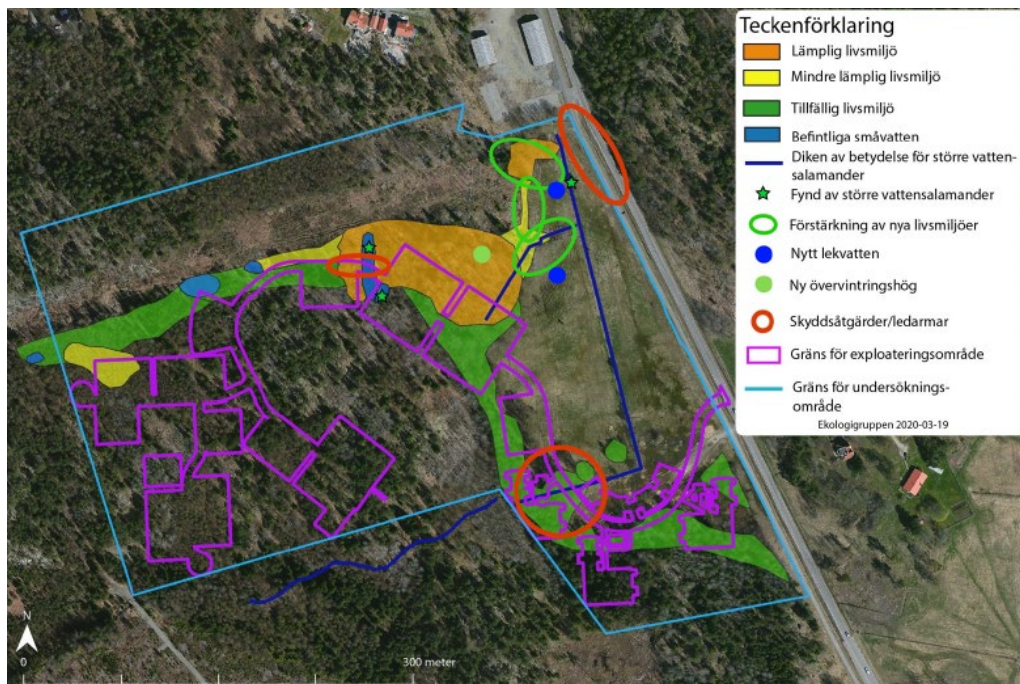 Teckenförklaring
Lämplig livsmiljö
Mindre lämplig livsmiljö
Tillfällig livsmiljö
Befintliga småvatten
Diken av betydelse för större vatten-
salamander
Fynd av större vattensalamander
Förstärkning av nya livsmiljöer
Nytt lekvatten
Ny övervintringshög
Skyddsåtgärder/ledarmar
Gräns för exploateringsområde
Gräns för undersöknings-
område
Ekologigruppen 2020-03-19
N
0
300 meter